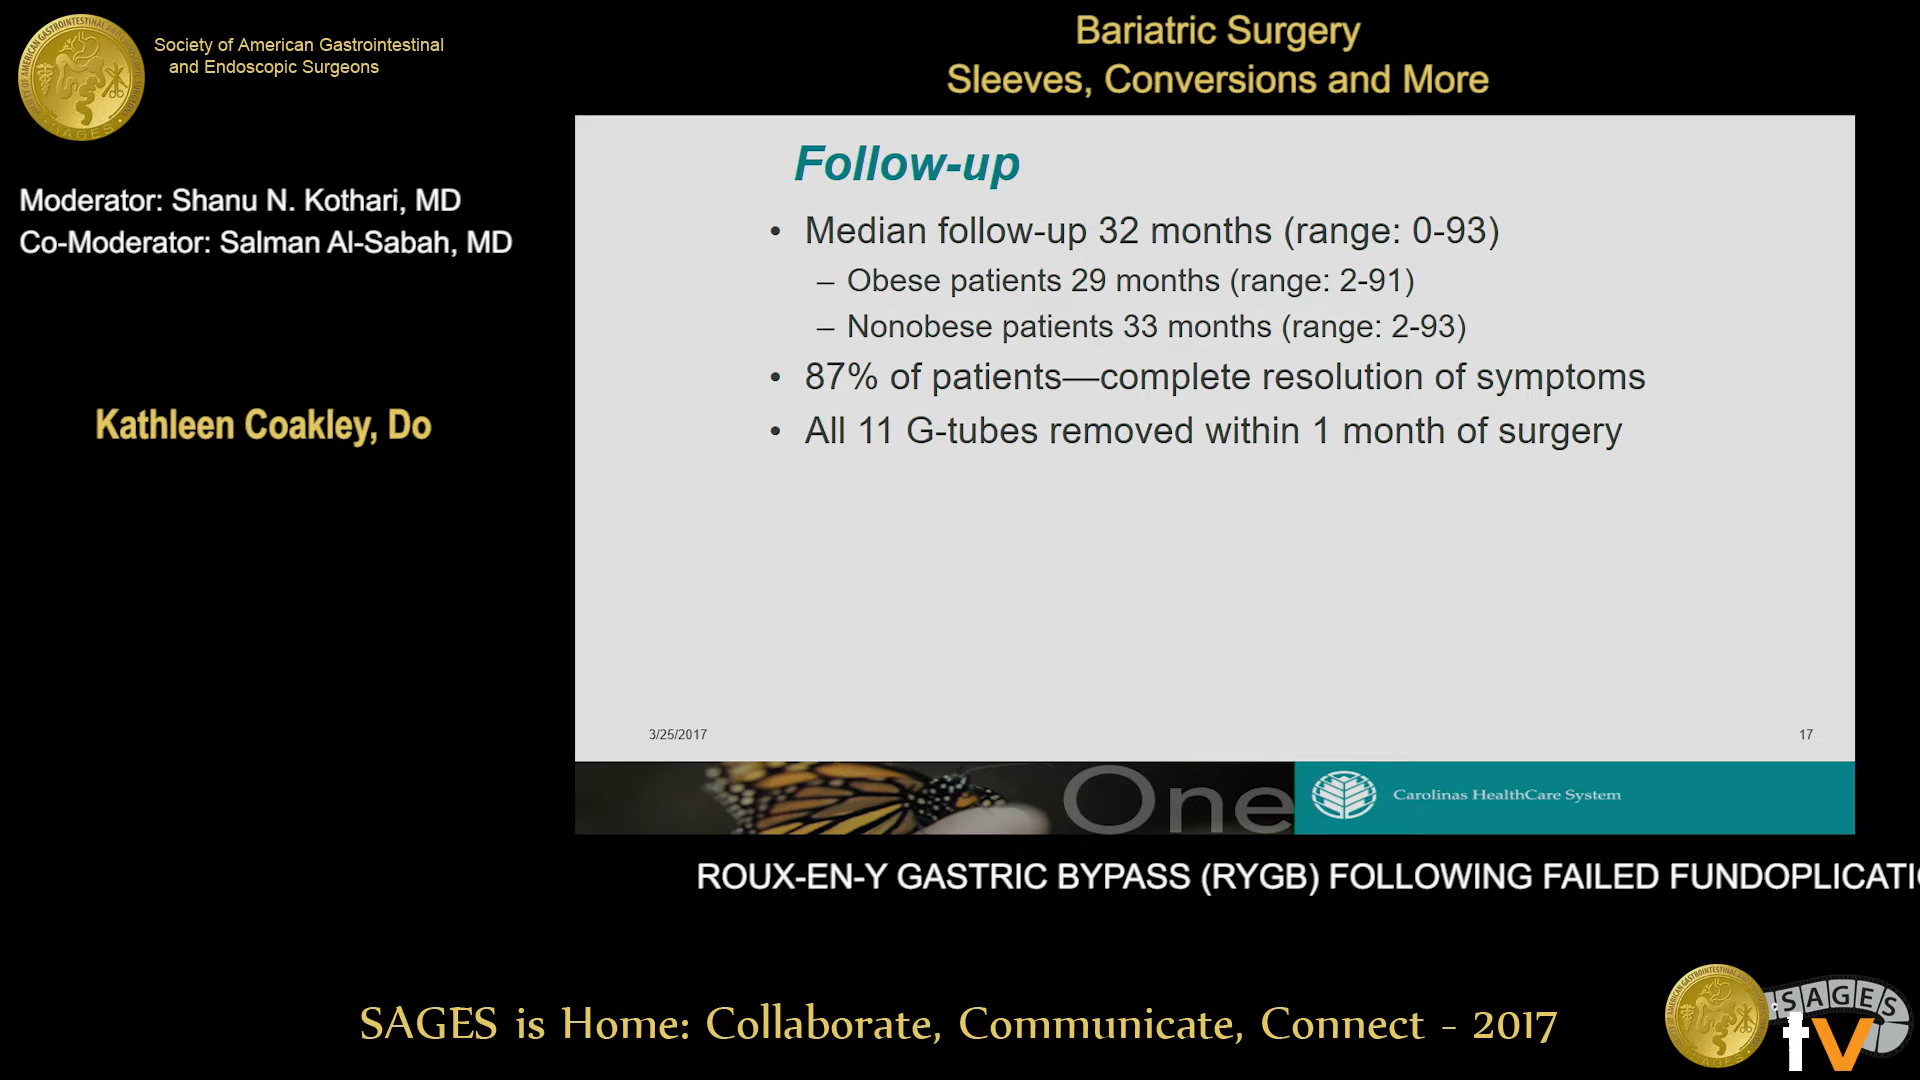 Society of American Gastrointestinal
and Endoscopic Surgeons
Bariatric Surgery
Sleeves, Conversions and More
Moderator: Shanu N. Kothari, MD
Co-Moderator: Salman Al-Sabah, MD
Kathleen Coakley, Do
Follow-up
• Median follow-up 32 months (range: 0-93)
– Obese patients 29 months (range: 2-91)
– Nonobese patients 33 months (range: 2-93)
• 87% of patients—complete resolution of symptoms
• All 11 G-tubes removed within 1 month of surgery
3/25/2017
17
One
Carolinas HealthCare System
ROUX-EN-Y GASTRIC BYPASS (RYGB) FOLLOWING FAILED FUNDOPLICATI
SAGES is Home: Collaborate, Communicate, Connect - 2017
SAGES
tv